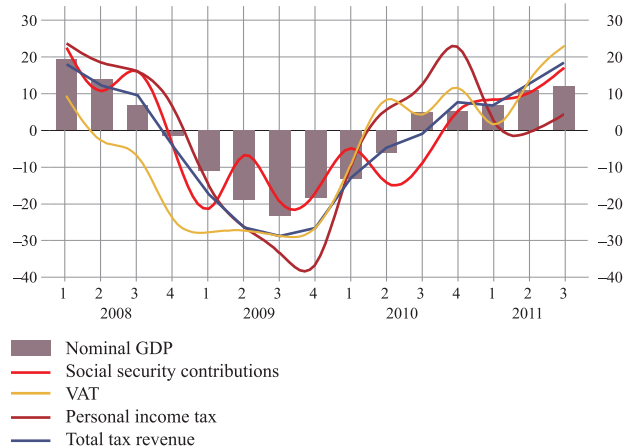 30 30
20 20
10 10
0 0
–10 –10
–20 –20
–30 –30
–40 –40
1 2 3 4 1 2 3 4 1 2 3 4 1 2 3
2008 2009 2010 2011
Nominal GDP
Social security contributions
VAT
Personal income tax
Total tax revenue